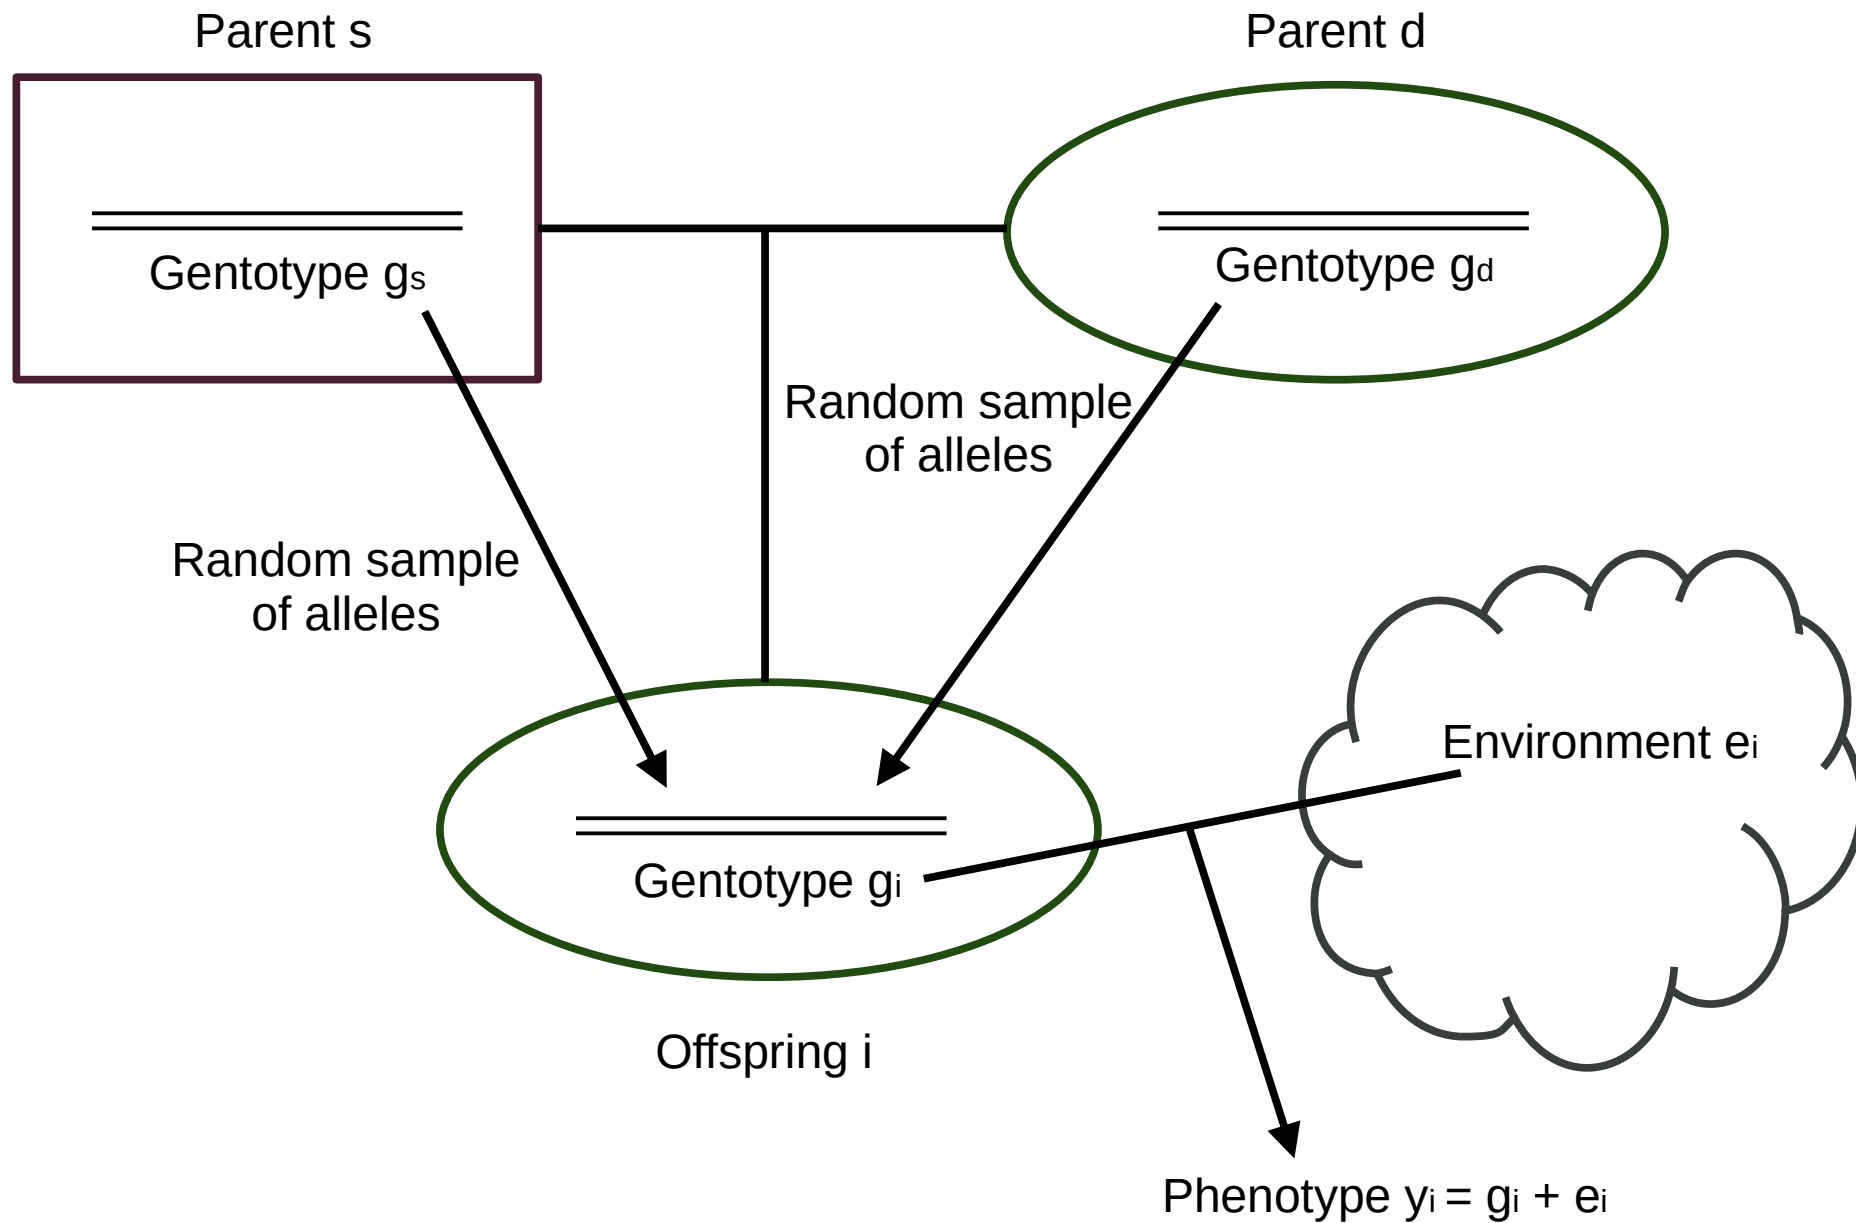 Parent s
Parent d
Gentotype gs
Gentotype gd
Random sample
of alleles
Random sample
of alleles
Environment ei
Gentotype gi
Offspring i
Phenotype yi = gi + ei